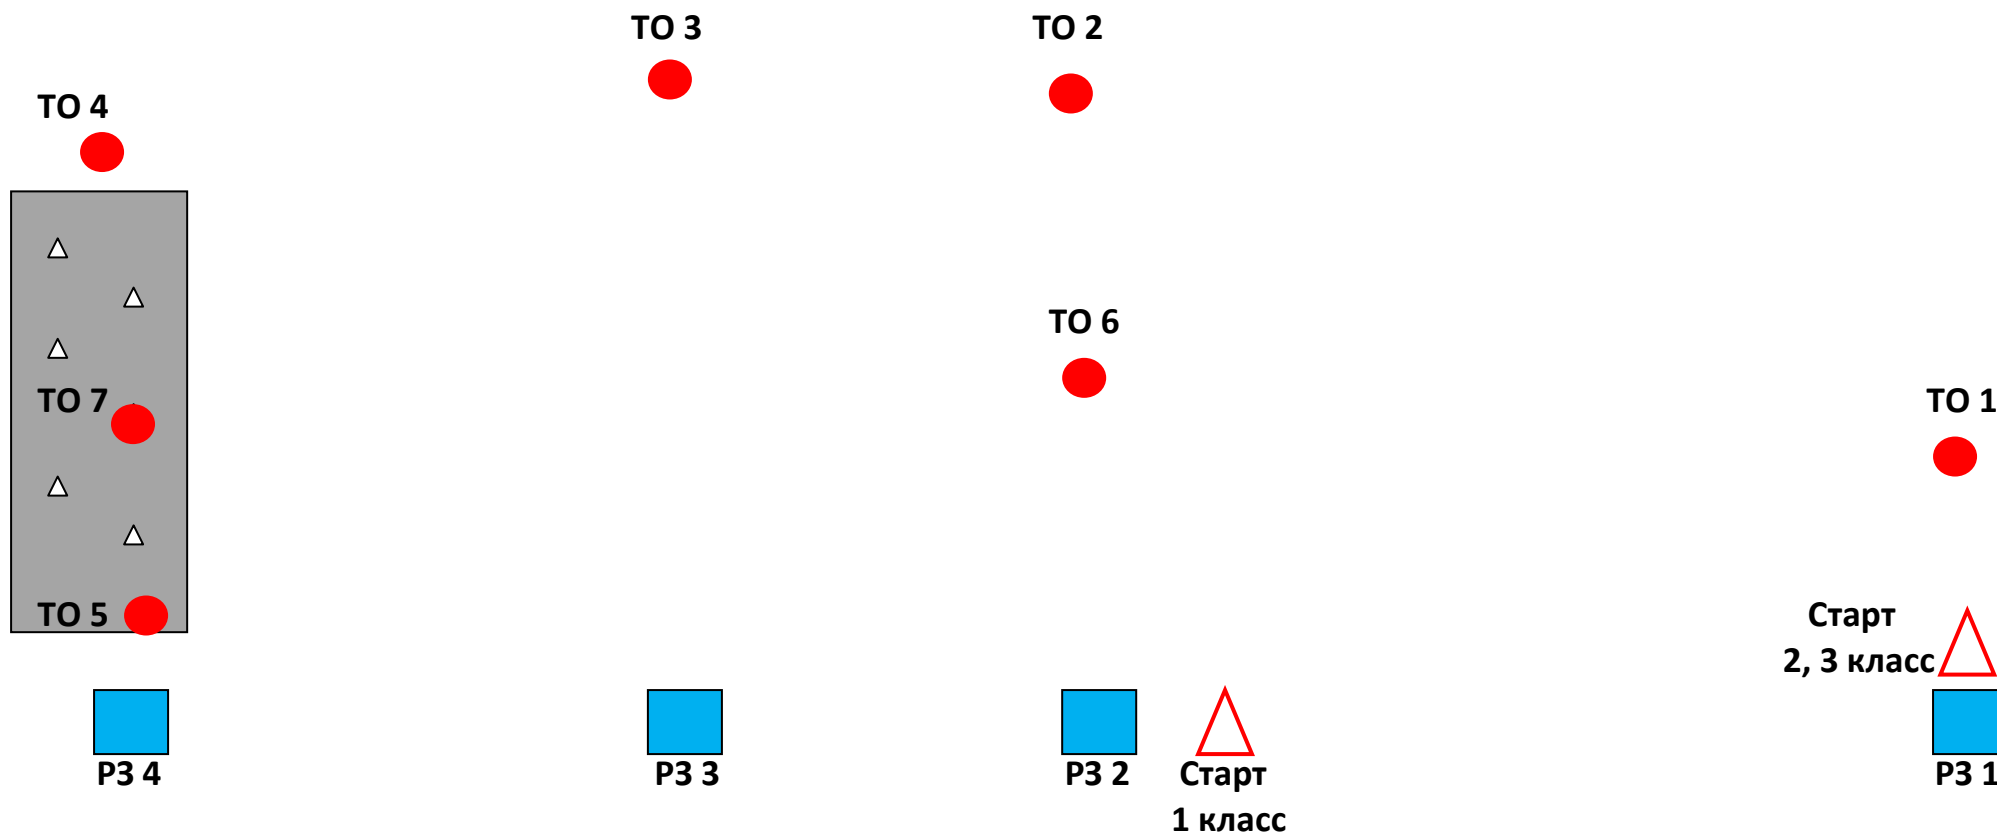 ТО 3
ТО 2
ТО 4
ТО 6
ТО 7
ТО 1
ТО 5
Старт
2, 3 класс
РЗ 4
РЗ 3
РЗ 2
Старт
1 класс
РЗ 1